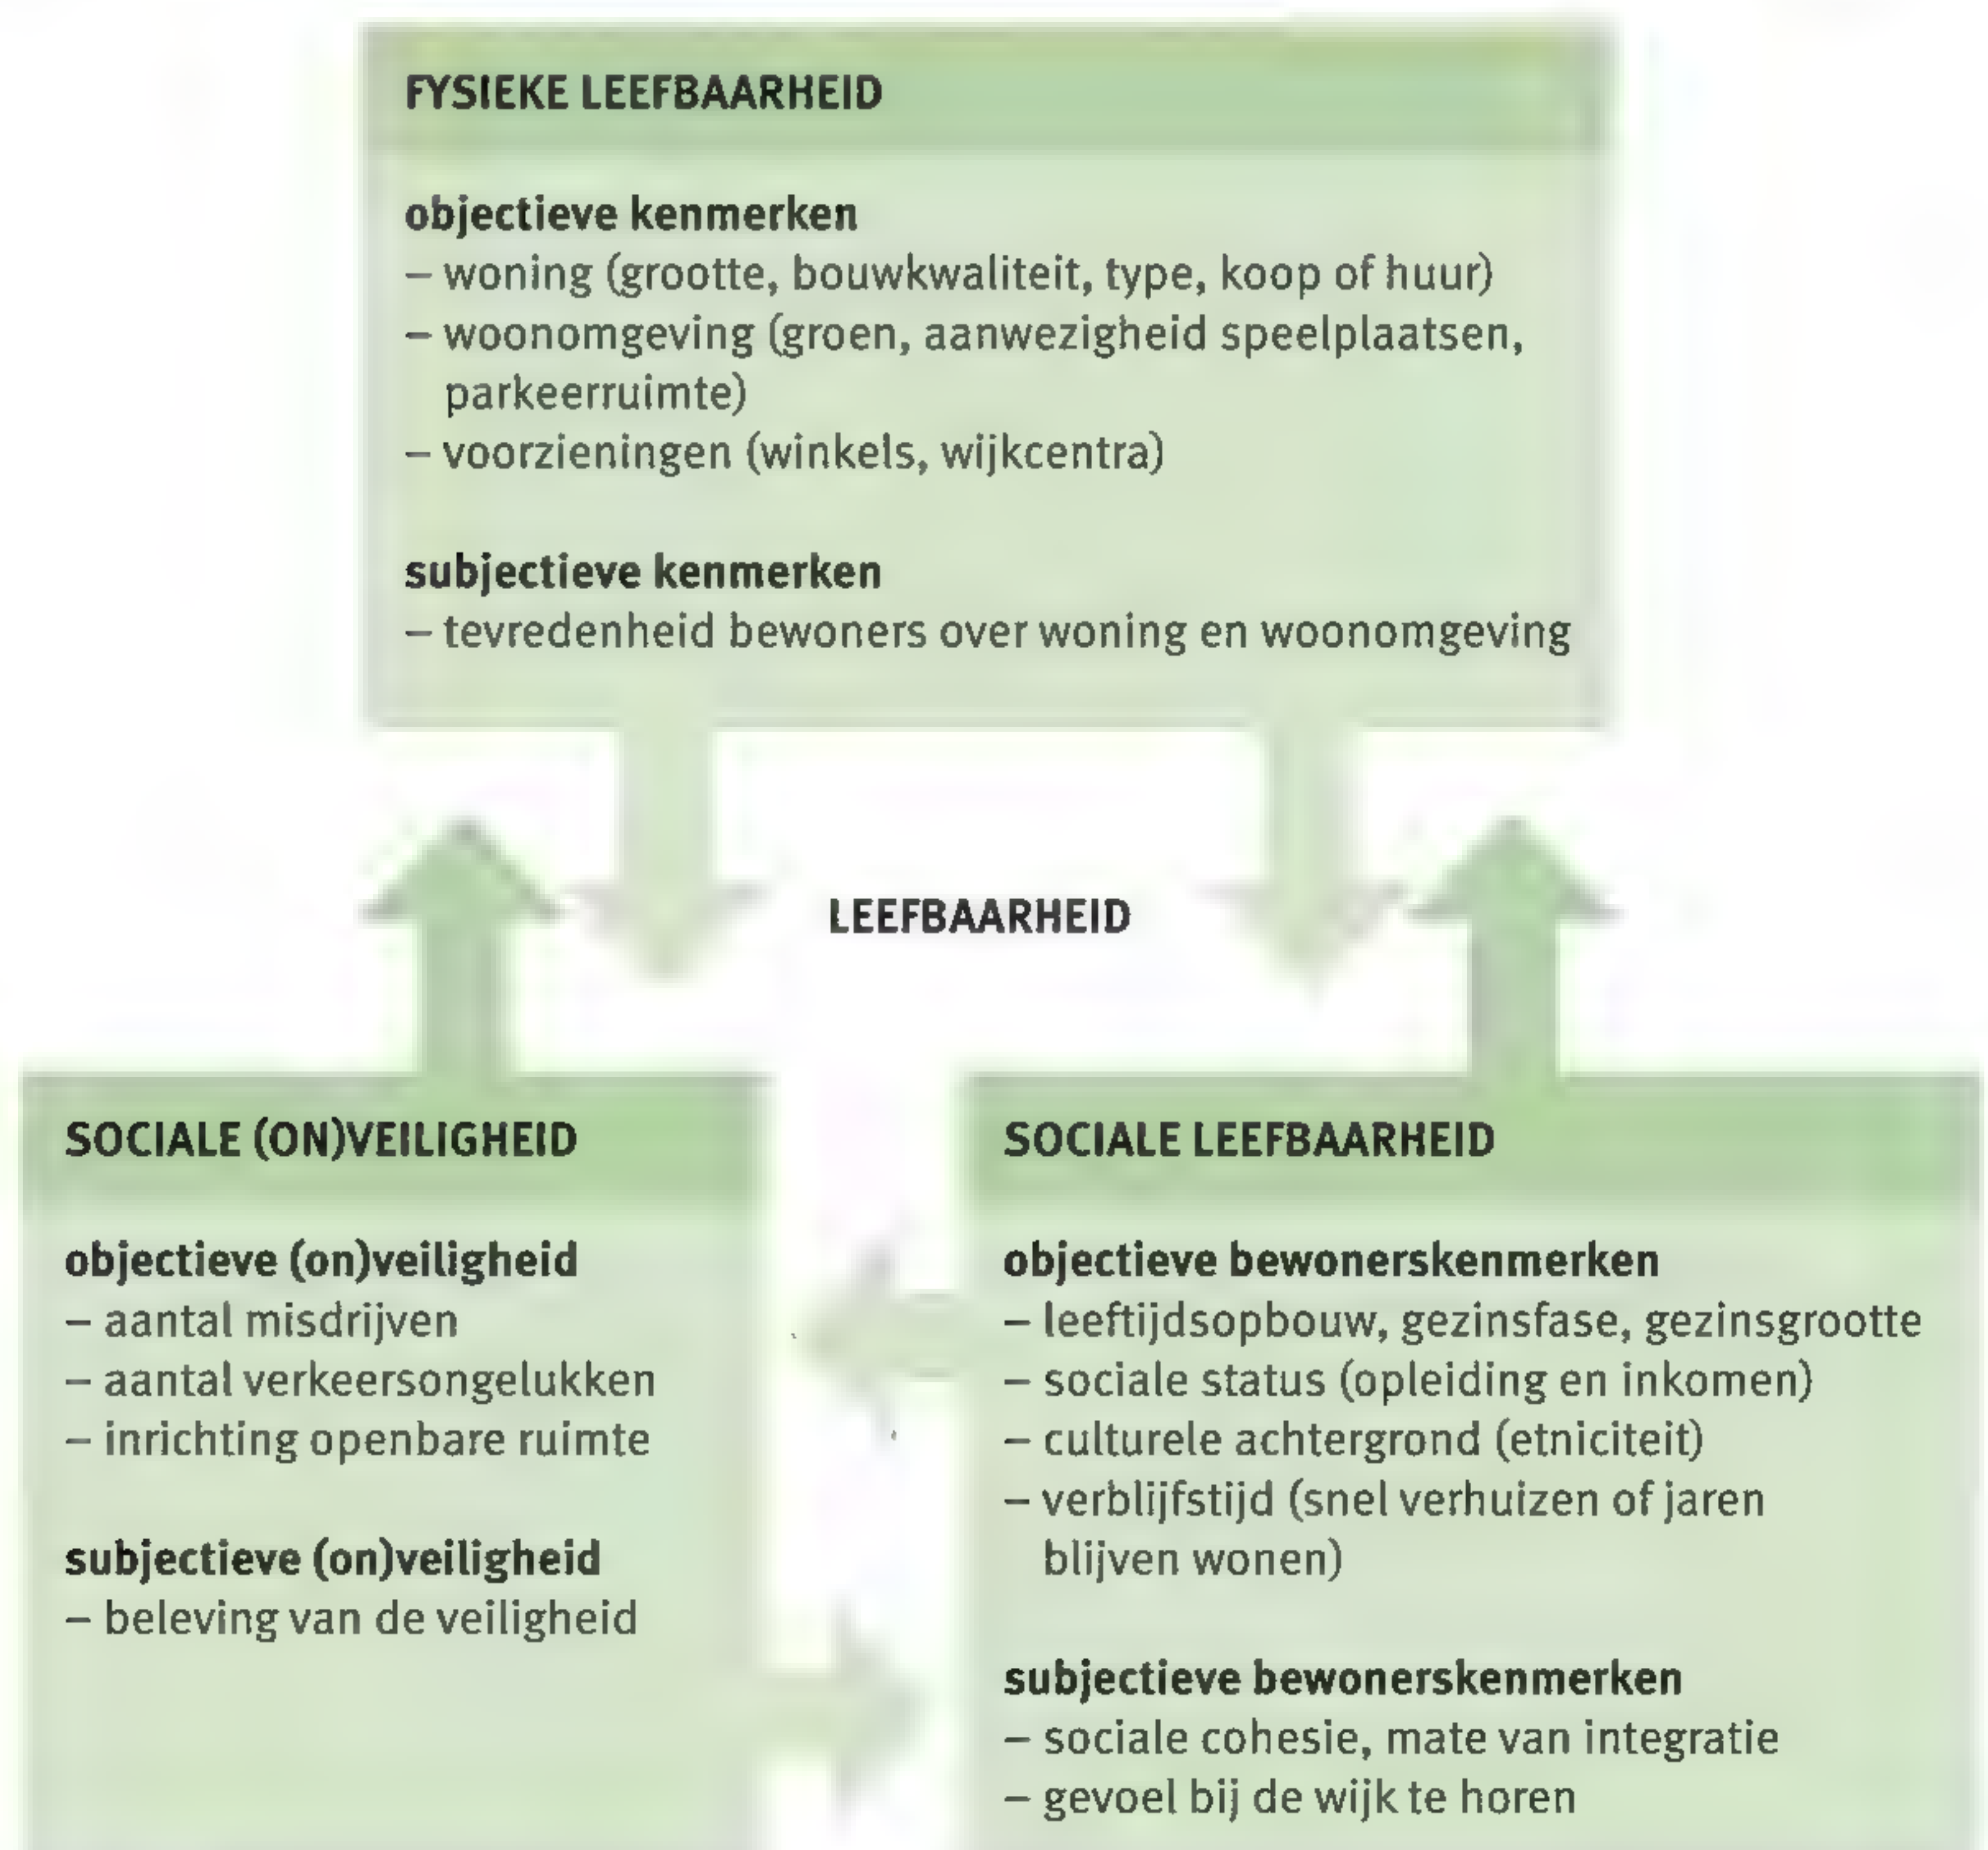 FYSIEKE LEEFBAARHEID
objectieve kenmerken
– woning (grootte, bouwkwaliteit, type, koop of huur)
– woonomgeving (groen, aanwezigheid speelplaatsen,
parkeerruimte)
– voorzieningen (winkels, wijkcentra)
subjectieve kenmerken
– tevredenheid bewoners over woning en woonomgeving
LEEFBAARHEID
SOCIALE (ON)VEILIGHEID
objectieve (on)veiligheid
– aantal misdrijven
– aantal verkeersongelukken
– inrichting openbare ruimte
subjectieve (on)veiligheid
– beleving van de veiligheid
SOCIALE LEEFBAARHEID
objectieve bewonerskenmerken
– leeftijdsopbouw, gezinsfase, gezinsgrootte
– sociale status (opleiding en inkomen)
– culturele achtergrond (etniciteit)
– verblijfstijd (snel verhuizen of jaren
blijven wonen)
subjectieve bewonerskenmerken
– sociale cohesie, mate van integratie
– gevoel bij de wijk te horen